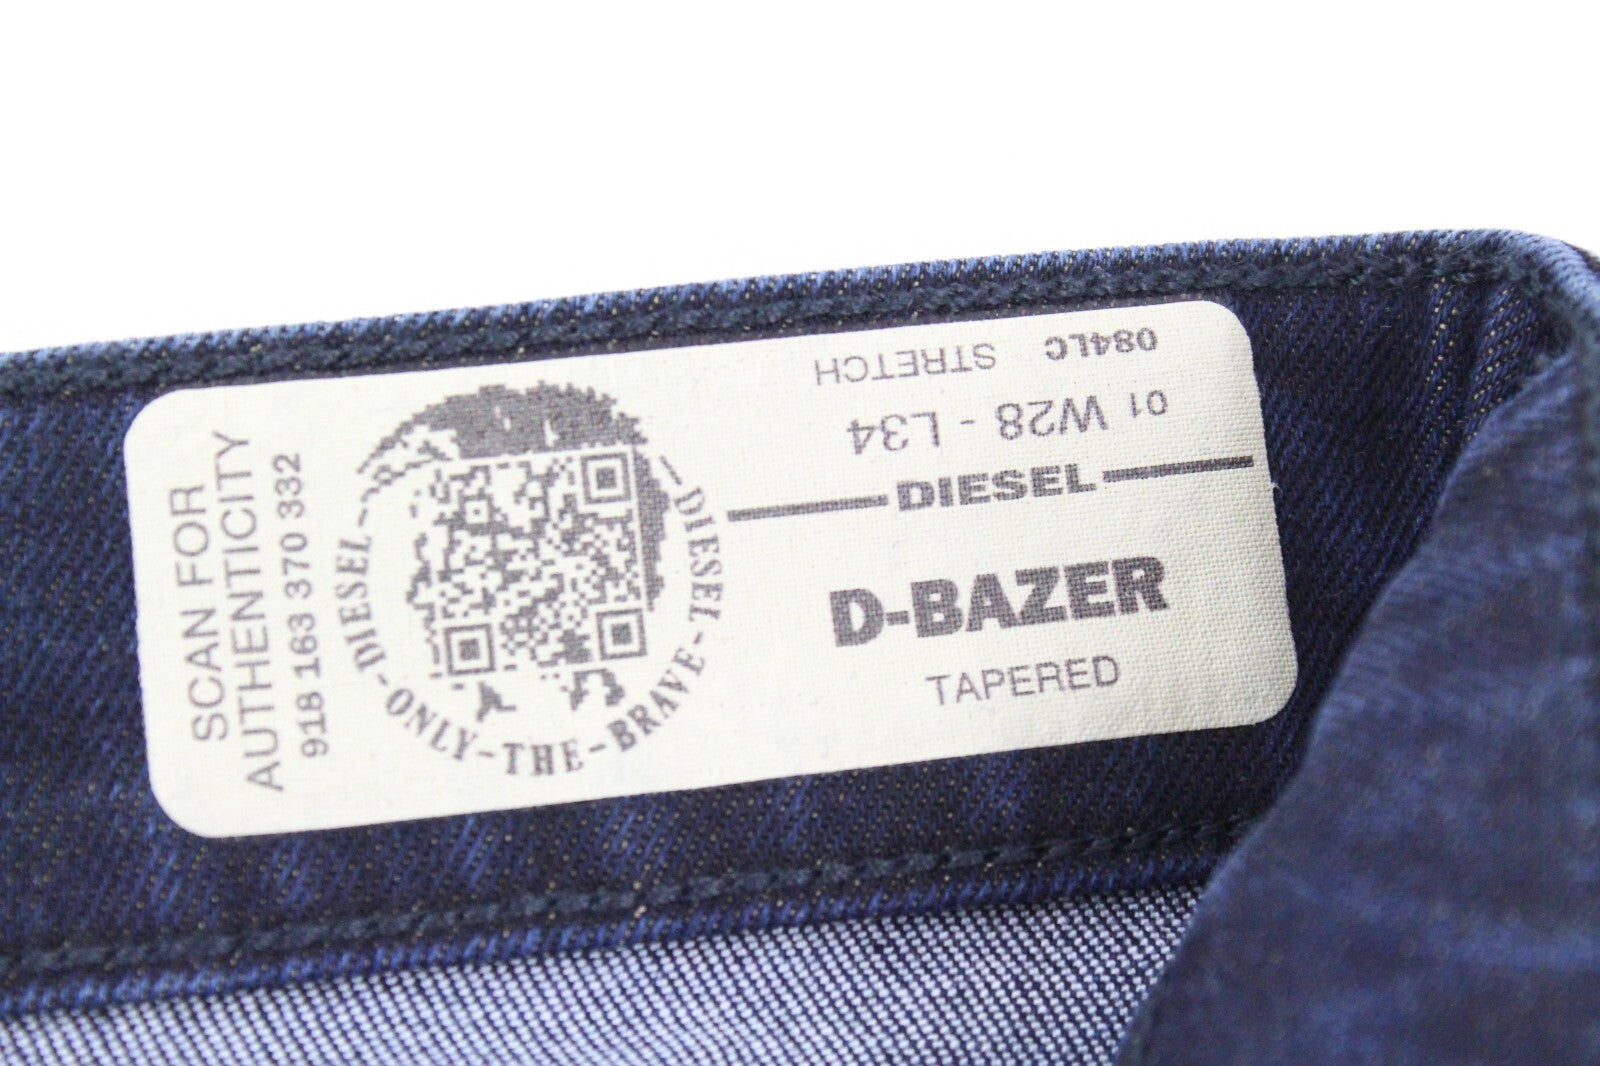 SCAN FOR
AUTHENTICITY
918 163 370 332
DIESEL ~ ONLY ~ THE ~ BRAVE ~ DIESEL
084LC STRETCH
01 W28 - L34
DIESEL
D-BAZER
TAPERED